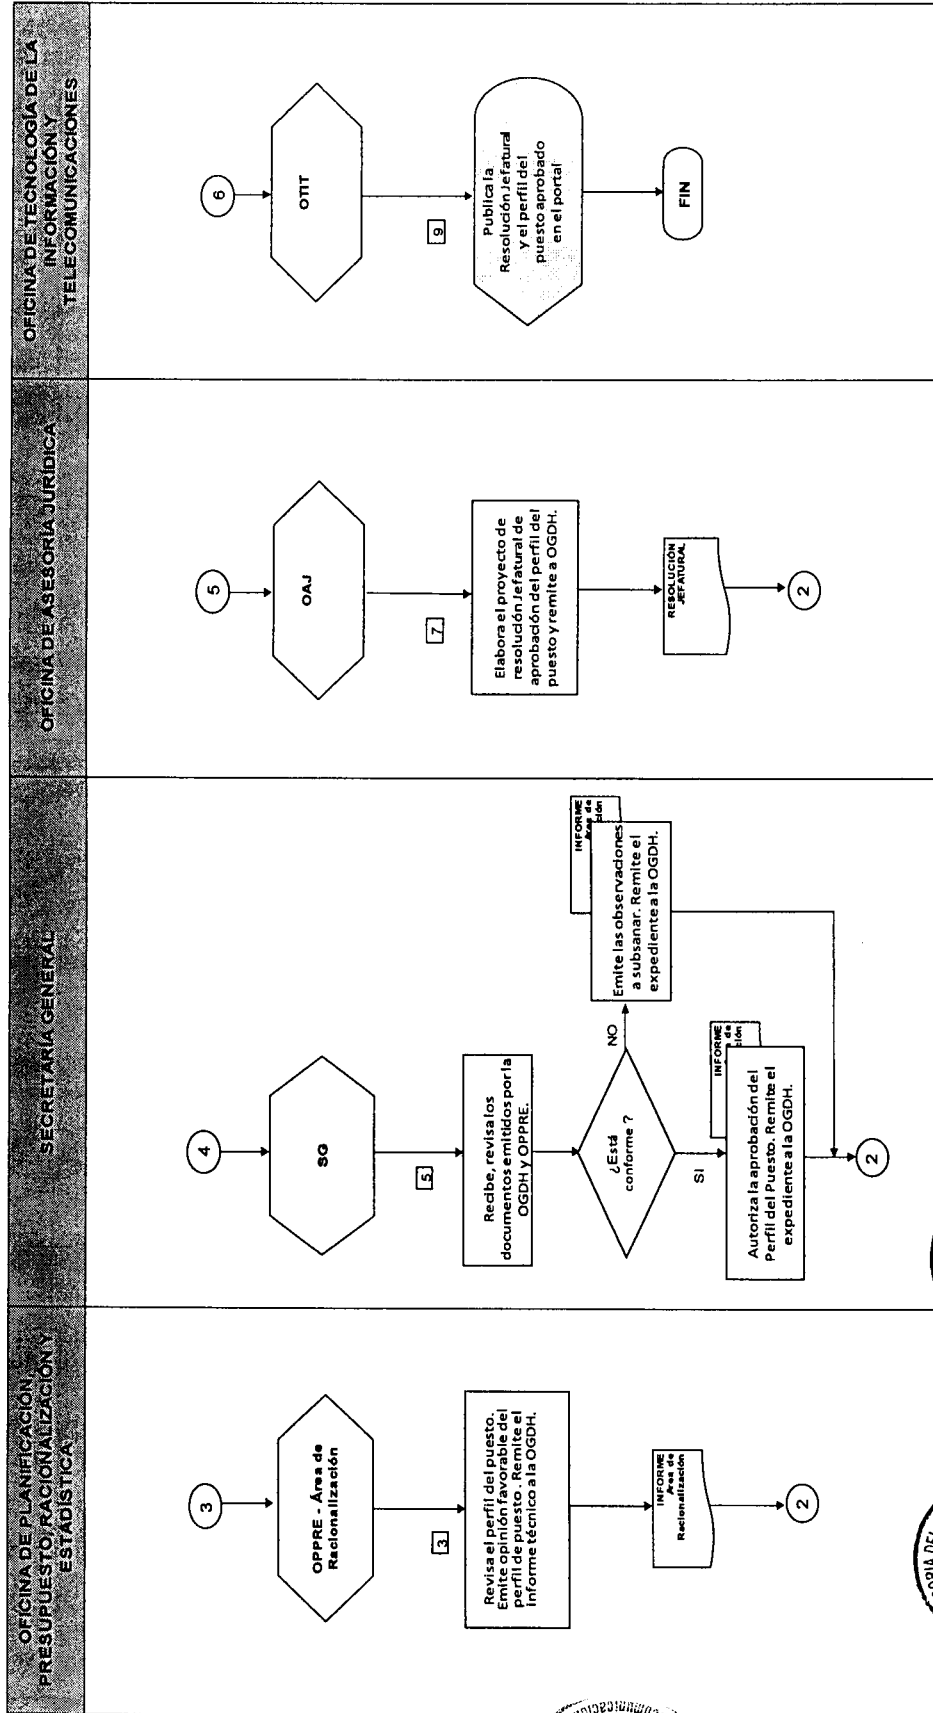 OFICINA DE PLANIFICACIÓN,
PRESUPUESTO, RACIONALIZACIÓN Y
ESTADÍSTICA
3
OPPRE - Área de
Racionalización
3
Revisa el perfil del puesto.
Emite opinión favorable del
perfil de puesto. Remite el
informe técnico a la OGDH.
INFORME
Área de
Racionalización
2
SECRETARÍA GENERAL
4
SG
5
Recibe, revisa los
documentos emitidos por la
OGDH y OPPRE.
¿Está
conforme ?
NO
INFORME
Área de
ción
Emite las observaciones
a subsanar. Remite el
expediente a la OGDH.
SI
INFORME
de
ción
Autoriza la aprobación del
Perfil del Puesto. Remite el
expediente a la OGDH.
2
OFICINA DE ASESORÍA JURÍDICA
5
OAJ
7
Elabora el proyecto de
resolución Jefatural de
aprobación del perfil del
puesto y remite a OGDH.
RESOLUCIÓN
JEFATURAL
2
OFICINA DE TECNOLOGÍA DE LA
INFORMACIÓN Y
TELECOMUNICACIONES
6
OTIT
9
Publica la
Resolución Jefatural
y el perfil del
puesto aprobado
en el portal
FIN